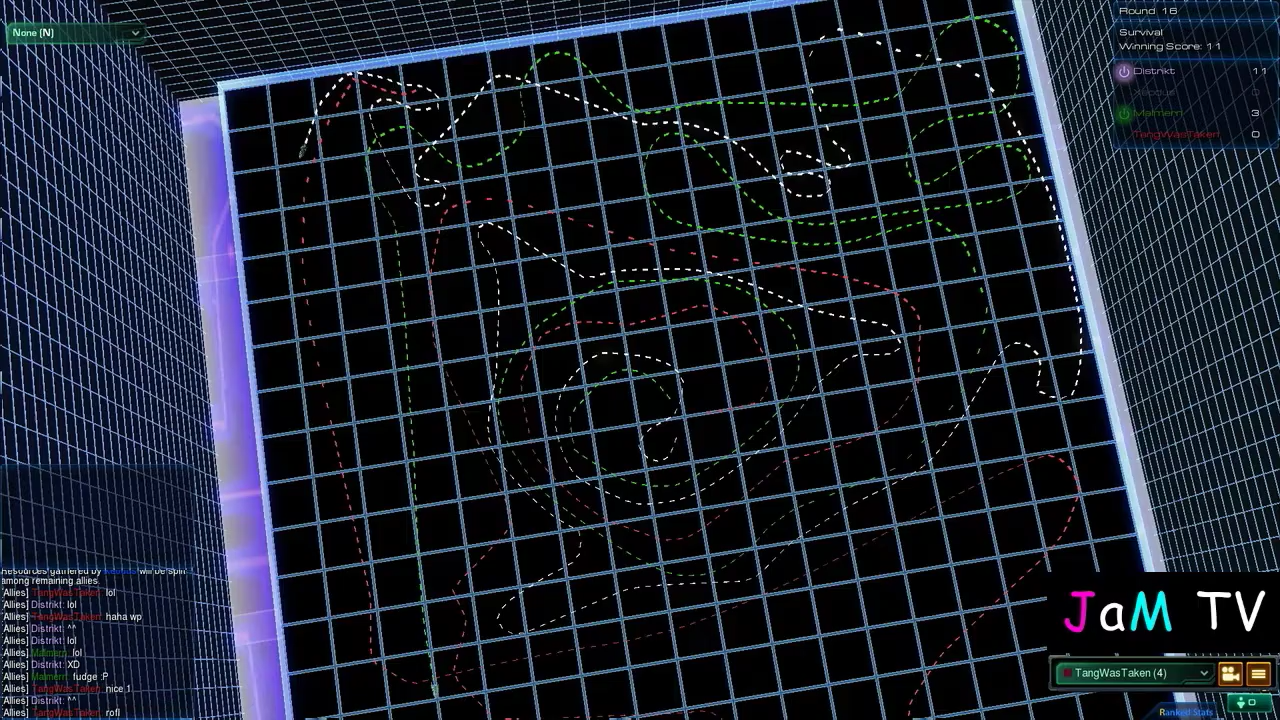 None (N)
Round 16
Survival
Winning Score: 11
Distrikt 11
Xeodus 0
Malmern 3
TangWasTaken 0
Resources gathered by will be split
among remaining allies.
[Allies] TangWasTaken: lol
[Allies] Distrikt: lol
[Allies] TangWasTaken: haha wp
[Allies] Distrikt: ^^
[Allies] Distrikt: lol
[Allies] Malmern: lol
[Allies] Distrikt: XD
[Allies] Malmern: fudge :P
[Allies] TangWasTaken: nice 1
[Allies] Distrikt: ^^
[Allies] TangWasTaken: rofl
JaM TV
TangWasTaken (4)
0
Ranked Stats